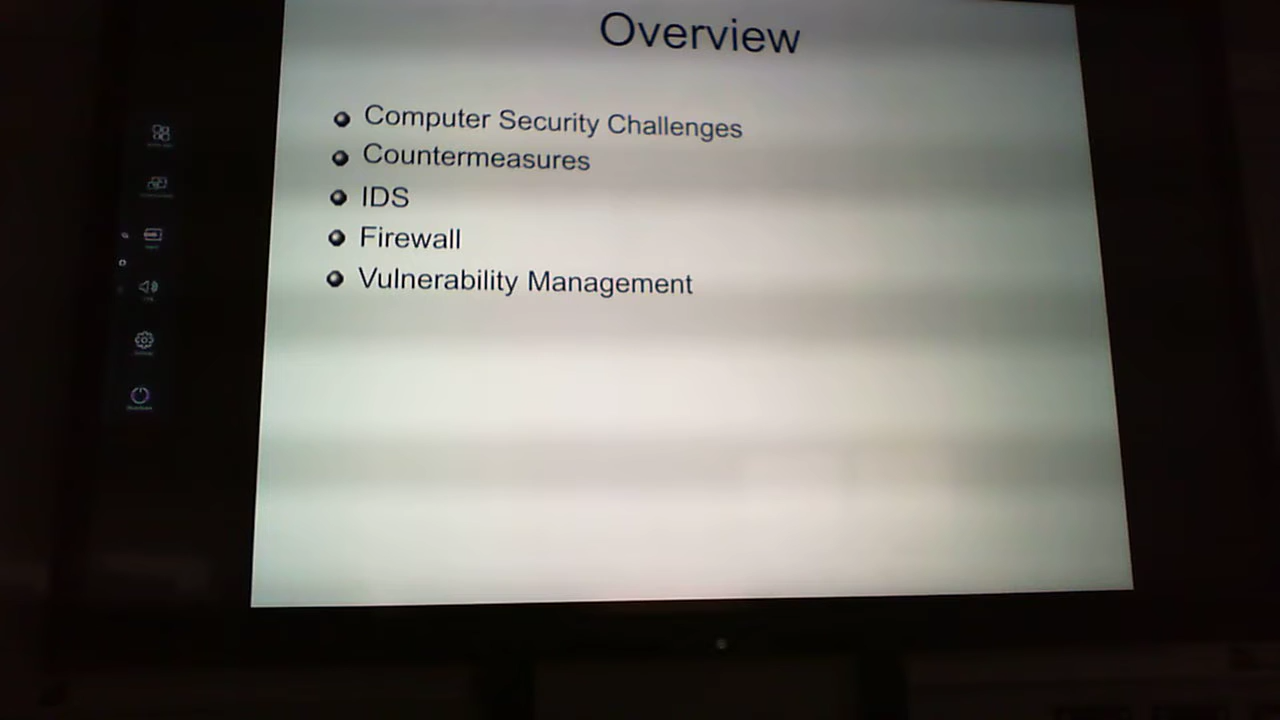 Overview
Computer Security Challenges
Countermeasures
IDS
Firewall
Vulnerability Management